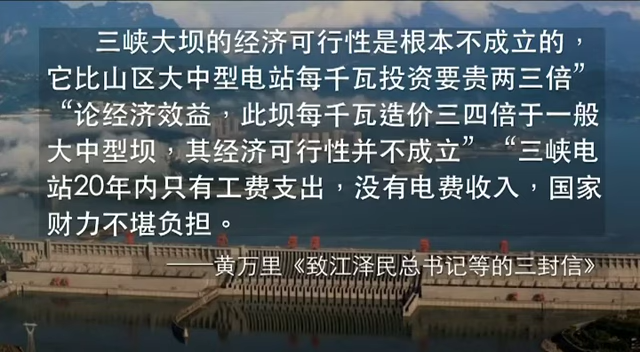 三峡大坝的经济可行性是根本不成立的，
它比山区大中型电站每千瓦投资要贵两三倍”
“论经济效益，此坝每千瓦造价三四倍于一般
大中型坝，其经济可行性并不成立” “三峡电
站20年内只有工费支出，没有电费收入，国家
财力不堪负担。
——黄万里《致江泽民总书记等的三封信》